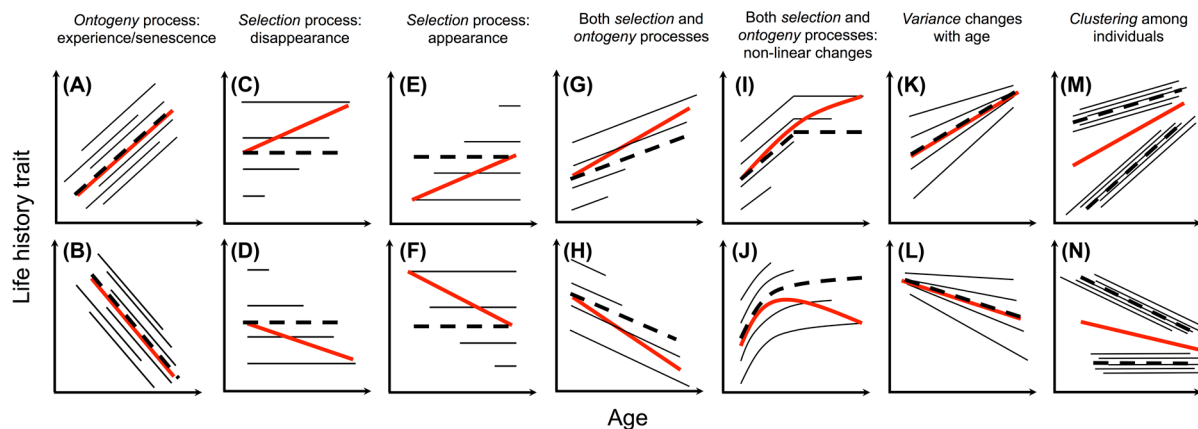 Ontogeny process:
experience/senescence
Selection process:
disappearance
Selection process:
appearance
Both selection and
ontogeny processes
Both selection and
ontogeny processes:
non-linear changes
Variance changes
with age
Clustering among
individuals
(A)
(C)
(E)
(G)
(I)
(K)
(M)
Life history trait
(B)
(D)
(F)
(H)
(J)
(L)
(N)
Age